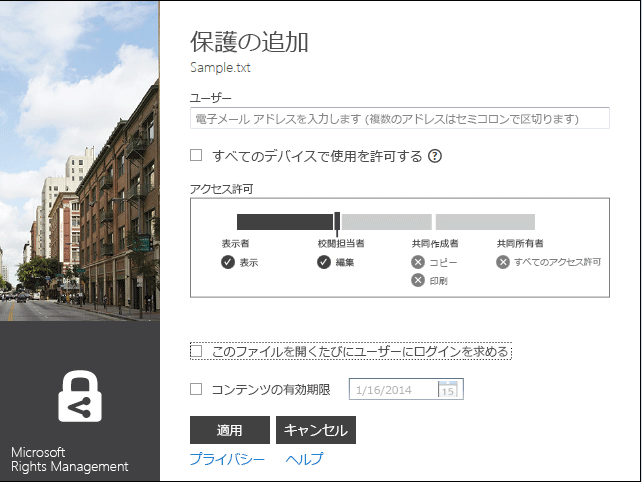 保護の追加
Sample.txt
ユーザー
電子メール アドレスを入力します (複数のアドレスはセミコロンで区切ります)
すべてのデバイスで使用を許可する ?
アクセス許可
表示者 校閲担当者 共同作成者 共同所有者
表示 編集 コピー すべてのアクセス許可
印刷
このファイルを開くたびにユーザーにログインを求める
コンテンツの有効期限 1/16/2014 15
適用 キャンセル
プライバシー ヘルプ
Microsoft
Rights Management